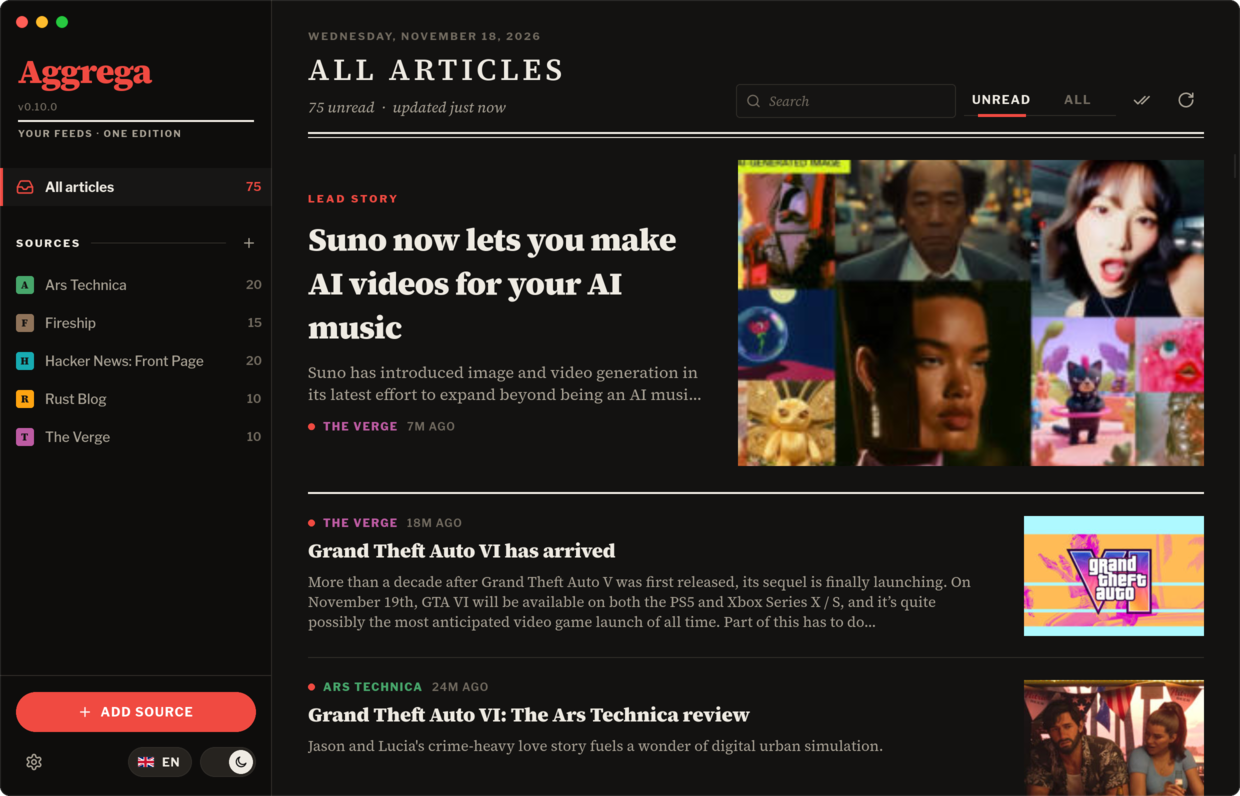 Aggrega
v0.10.0
YOUR FEEDS · ONE EDITION
All articles 75
SOURCES
A Ars Technica 20
F Fireship 15
H Hacker News: Front Page 20
R Rust Blog 10
T The Verge 10
ADD SOURCE
EN
WEDNESDAY, NOVEMBER 18, 2026
ALL ARTICLES
75 unread · updated just now
Search
UNREAD ALL
LEAD STORY
Suno now lets you make
AI videos for your AI
music
Suno has introduced image and video generation in
its latest effort to expand beyond being an AI musi...
THE VERGE 7M AGO
THE VERGE 18M AGO
Grand Theft Auto VI has arrived
More than a decade after Grand Theft Auto V was first released, its sequel is finally launching. On
November 19th, GTA VI will be available on both the PS5 and Xbox Series X / S, and it’s quite
possibly the most anticipated video game launch of all time. Part of this has to do...
grand
theft
auto
ARS TECHNICA 24M AGO
Grand Theft Auto VI: The Ars Technica review
Jason and Lucia's crime-heavy love story fuels a wonder of digital urban simulation.